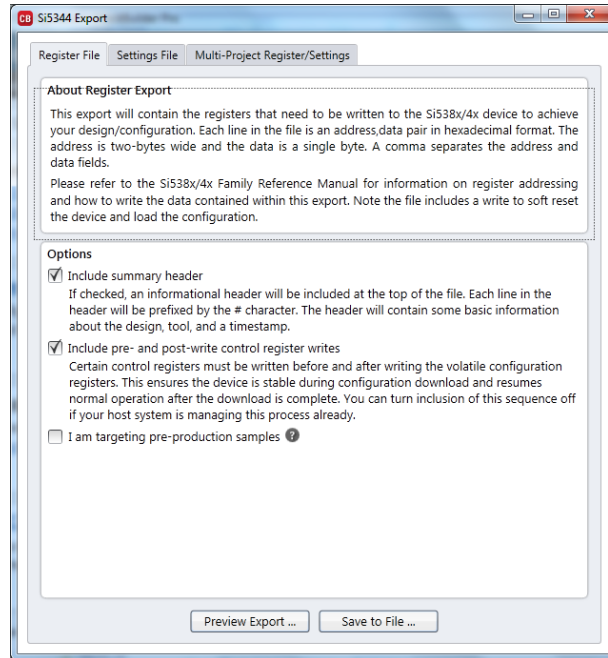 CB Si5344 Export
Register File Settings File Multi-Project Register/Settings
About Register Export
This export will contain the registers that need to be written to the Si538x/4x device to achieve
your design/configuration. Each line in the file is an address,data pair in hexadecimal format. The
address is two-bytes wide and the data is a single byte. A comma separates the address and
data fields.
Please refer to the Si538x/4x Family Reference Manual for information on register addressing
and how to write the data contained within this export. Note the file includes a write to soft reset
the device and load the configuration.
Options
Include summary header
If checked, an informational header will be included at the top of the file. Each line in the
header will be prefixed by the # character. The header will contain some basic information
about the design, tool, and a timestamp.
Include pre- and post-write control register writes
Certain control registers must be written before and after writing the volatile configuration
registers. This ensures the device is stable during configuration download and resumes
normal operation after the download is complete. You can turn inclusion of this sequence off
if your host system is managing this process already.
I am targeting pre-production samples ?
Preview Export ... Save to File ...